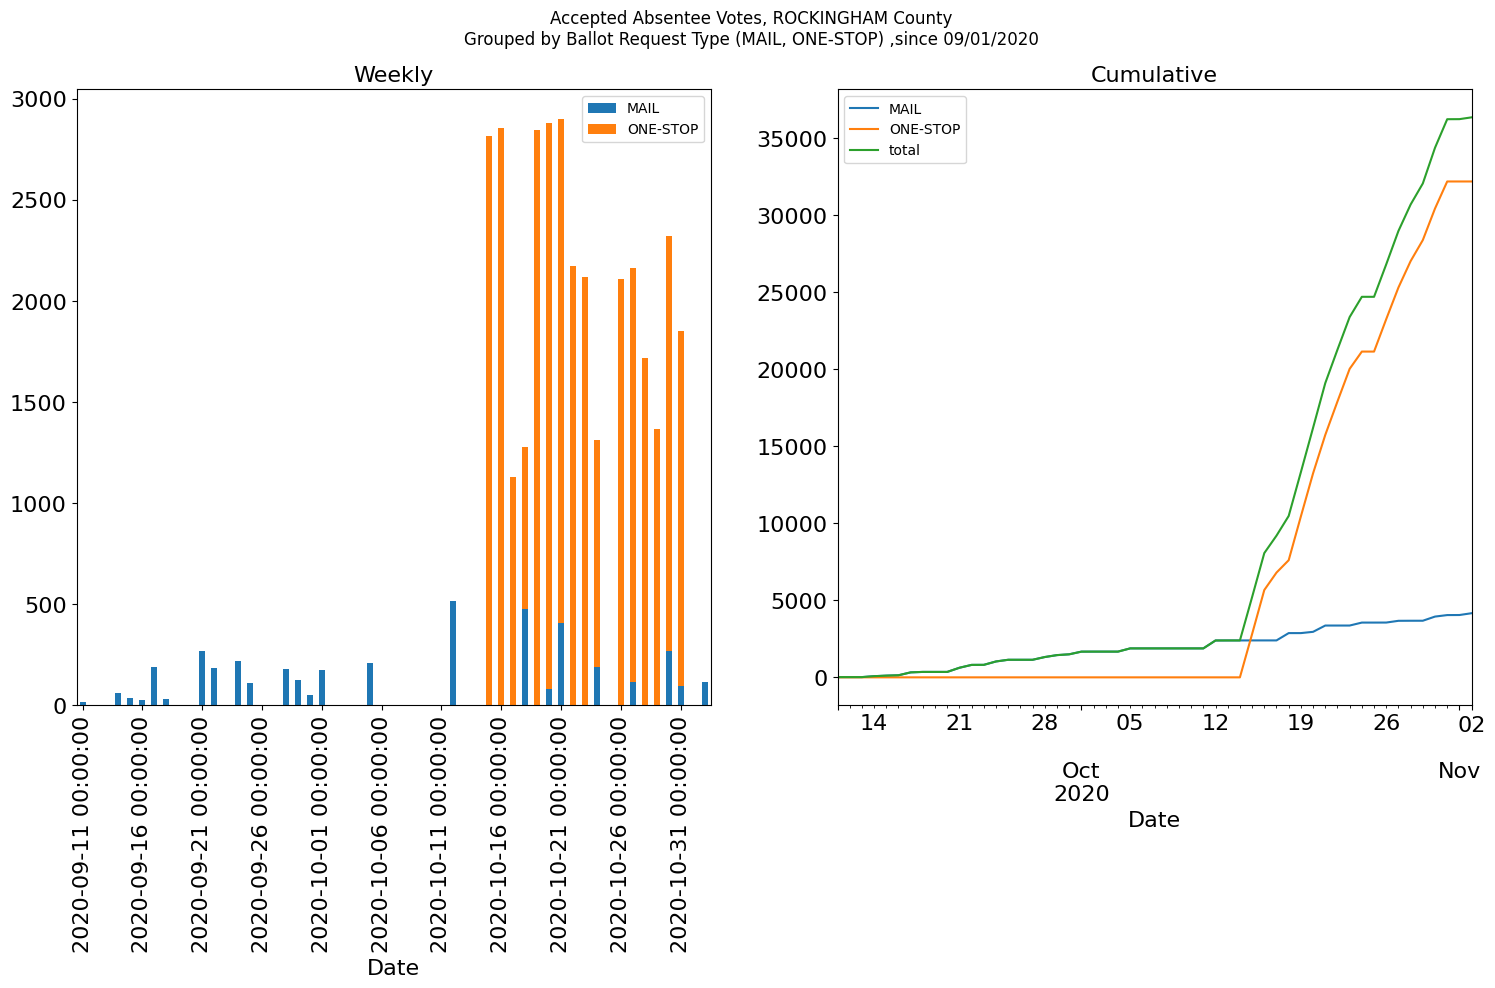 Accepted Absentee Votes, ROCKINGHAM County
Grouped by Ballot Request Type (MAIL, ONE-STOP) ,since 09/01/2020
Weekly
MAIL
ONE-STOP
3000
2500
2000
1500
1000
500
0
2020-09-11 00:00:00
2020-09-16 00:00:00
2020-09-21 00:00:00
2020-09-26 00:00:00
2020-10-01 00:00:00
2020-10-06 00:00:00
2020-10-11 00:00:00
2020-10-16 00:00:00
2020-10-21 00:00:00
2020-10-26 00:00:00
2020-10-31 00:00:00
Date
Cumulative
MAIL
ONE-STOP
total
35000
30000
25000
20000
15000
10000
5000
0
14 21 28 05 12 19 26 02
Oct Nov
2020
Date